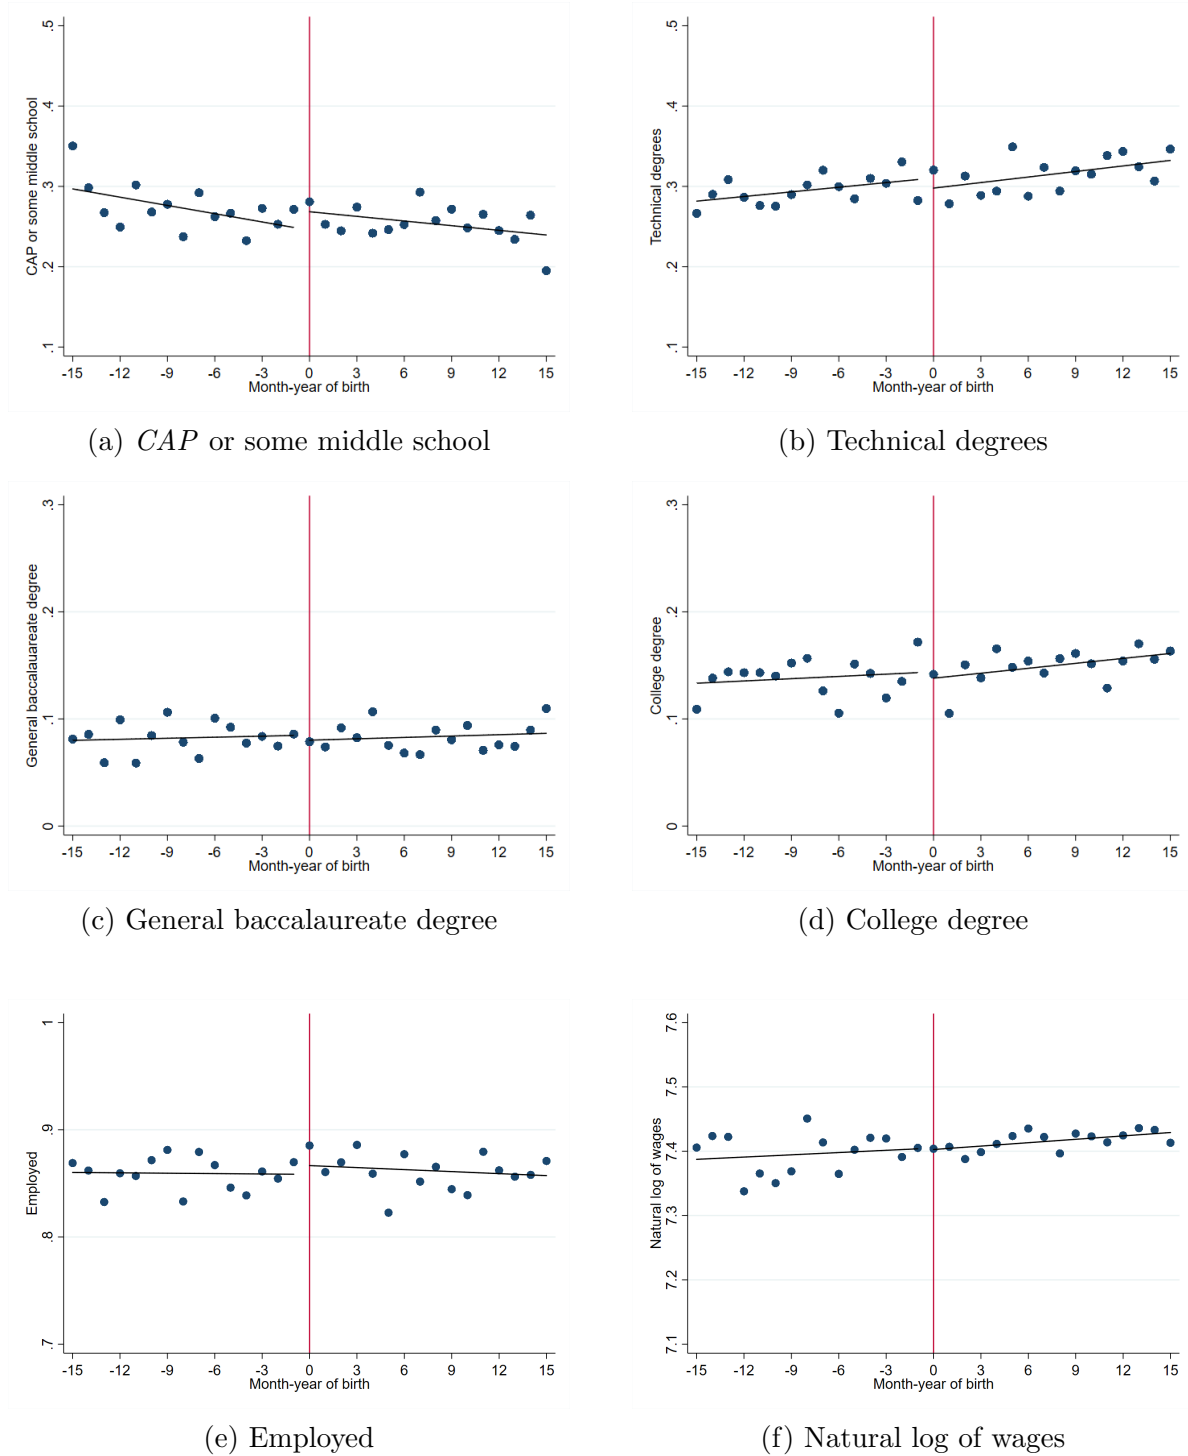 .5
.4
.3
.2
.1
CAP or some middle school
-15 -12 -9 -6 -3 0 3 6 9 12 15
Month-year of birth
(a) CAP or some middle school
.5
.4
.3
.2
.1
Technical degrees
-15 -12 -9 -6 -3 0 3 6 9 12 15
Month-year of birth
(b) Technical degrees
.3
.2
.1
0
General baccalauareate degree
-15 -12 -9 -6 -3 0 3 6 9 12 15
Month-year of birth
(c) General baccalaureate degree
.3
.2
.1
0
College degree
-15 -12 -9 -6 -3 0 3 6 9 12 15
Month-year of birth
(d) College degree
1
.9
.8
.7
Employed
-15 -12 -9 -6 -3 0 3 6 9 12 15
Month-year of birth
(e) Employed
7.6
7.5
7.4
7.3
7.2
7.1
Natural log of wages
-15 -12 -9 -6 -3 0 3 6 9 12 15
Month-year of birth
(f) Natural log of wages